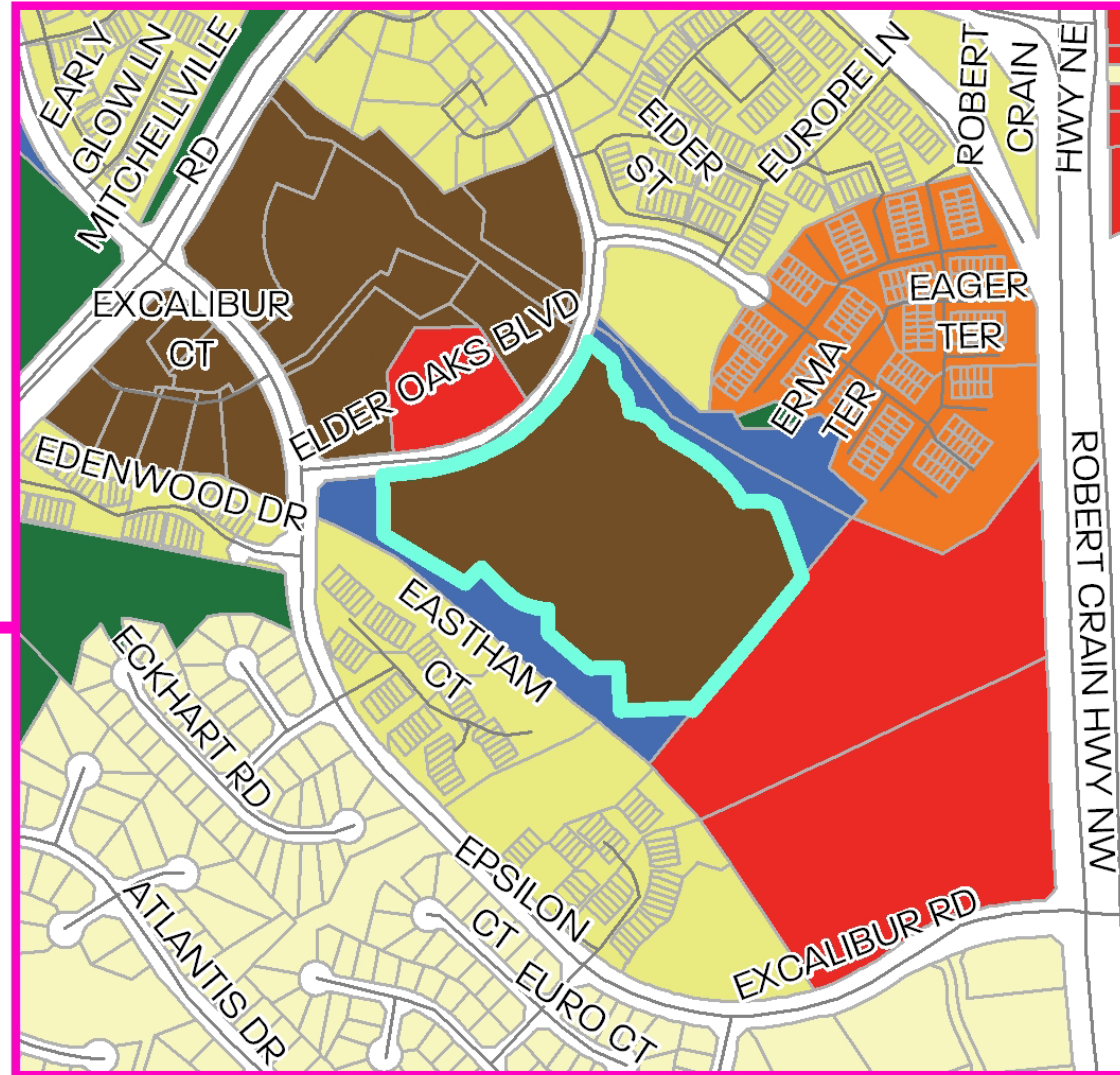 EARLY
GLOW LN
MITCHELLVILLE
RD
EIDER
ST
EUROPE LN
ROBERT
CRAIN
HWY NE
EXCALIBUR
CT
ELDER OAKS BLVD
EAGER
TER
ERMA
TER
EDENWOOD DR
ROBERT CRAIN HWY NW
EASTHAM
CT
ECKHART RD
EPSILON
CT
EXCALIBUR RD
ATLANTIS DR
EURO CT